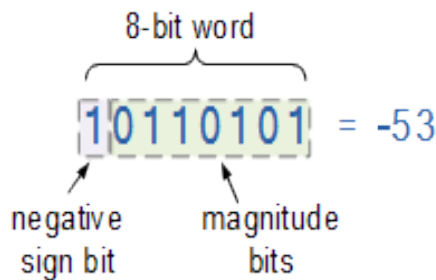 8-bit word
10110101 = -53
negative sign bit
magnitude bits